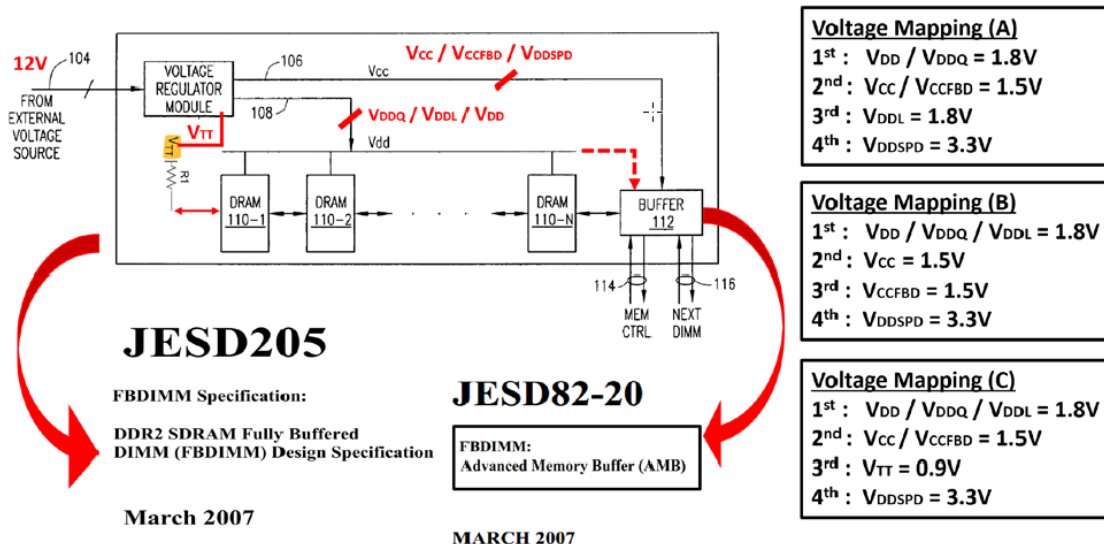 12V
104
FROM
EXTERNAL
VOLTAGE
SOURCE
VOLTAGE
REGULATOR
MODULE
106
Vcc
VCC / VCCFBD / VDDSPD
108
VDDQ / VDDL / VDD
Vdd
VTT
VTT
R1
DRAM
110-1
DRAM
110-2
. . . . .
DRAM
110-N
BUFFER
112
114
116
MEM
CTRL.
NEXT
DIMM
JESD205
FBDIMM Specification:
DDR2 SDRAM Fully Buffered
DIMM (FBDIMM) Design Specification
March 2007
JESD82-20
FBDIMM:
Advanced Memory Buffer (AMB)
MARCH 2007
Voltage Mapping (A)
1st : VDD / VDDQ = 1.8V
2nd : VCC / VCCFBD = 1.5V
3rd : VDDL = 1.8V
4th : VDDSPD = 3.3V
Voltage Mapping (B)
1st : VDD / VDDQ / VDDL = 1.8V
2nd : VCC = 1.5V
3rd : VCCFBD = 1.5V
4th : VDDSPD = 3.3V
Voltage Mapping (C)
1st : VDD / VDDQ / VDDL = 1.8V
2nd : VCC / VCCFBD = 1.5V
3rd : VTT = 0.9V
4th : VDDSPD = 3.3V